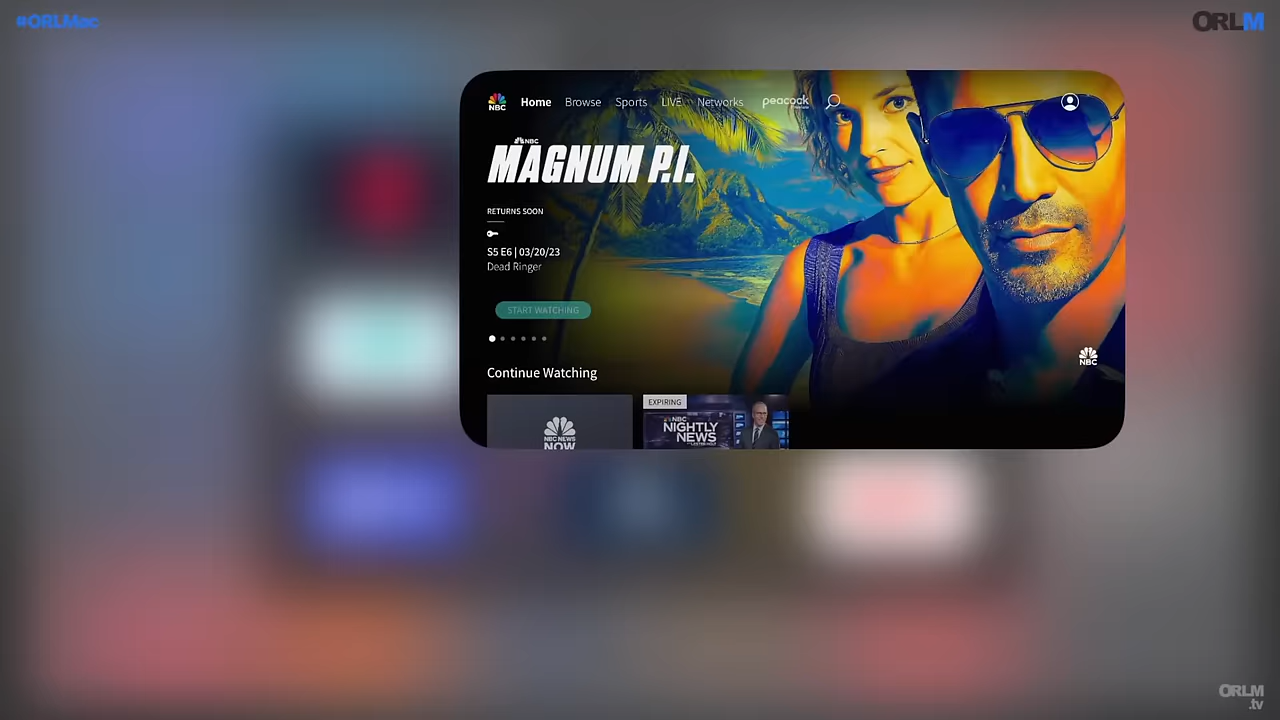 #ORLMac
ORLM
NBC
Home Browse Sports LIVE Networks peacock
NBC
MAGNUM P.I.
RETURNS SOON
S5 E6 | 03/20/23
Dead Ringer
START WATCHING
NBC
Continue Watching
EXPIRING
NBC NEWS
NOW
NBC
NIGHTLY
NEWS
ORLM
.tv